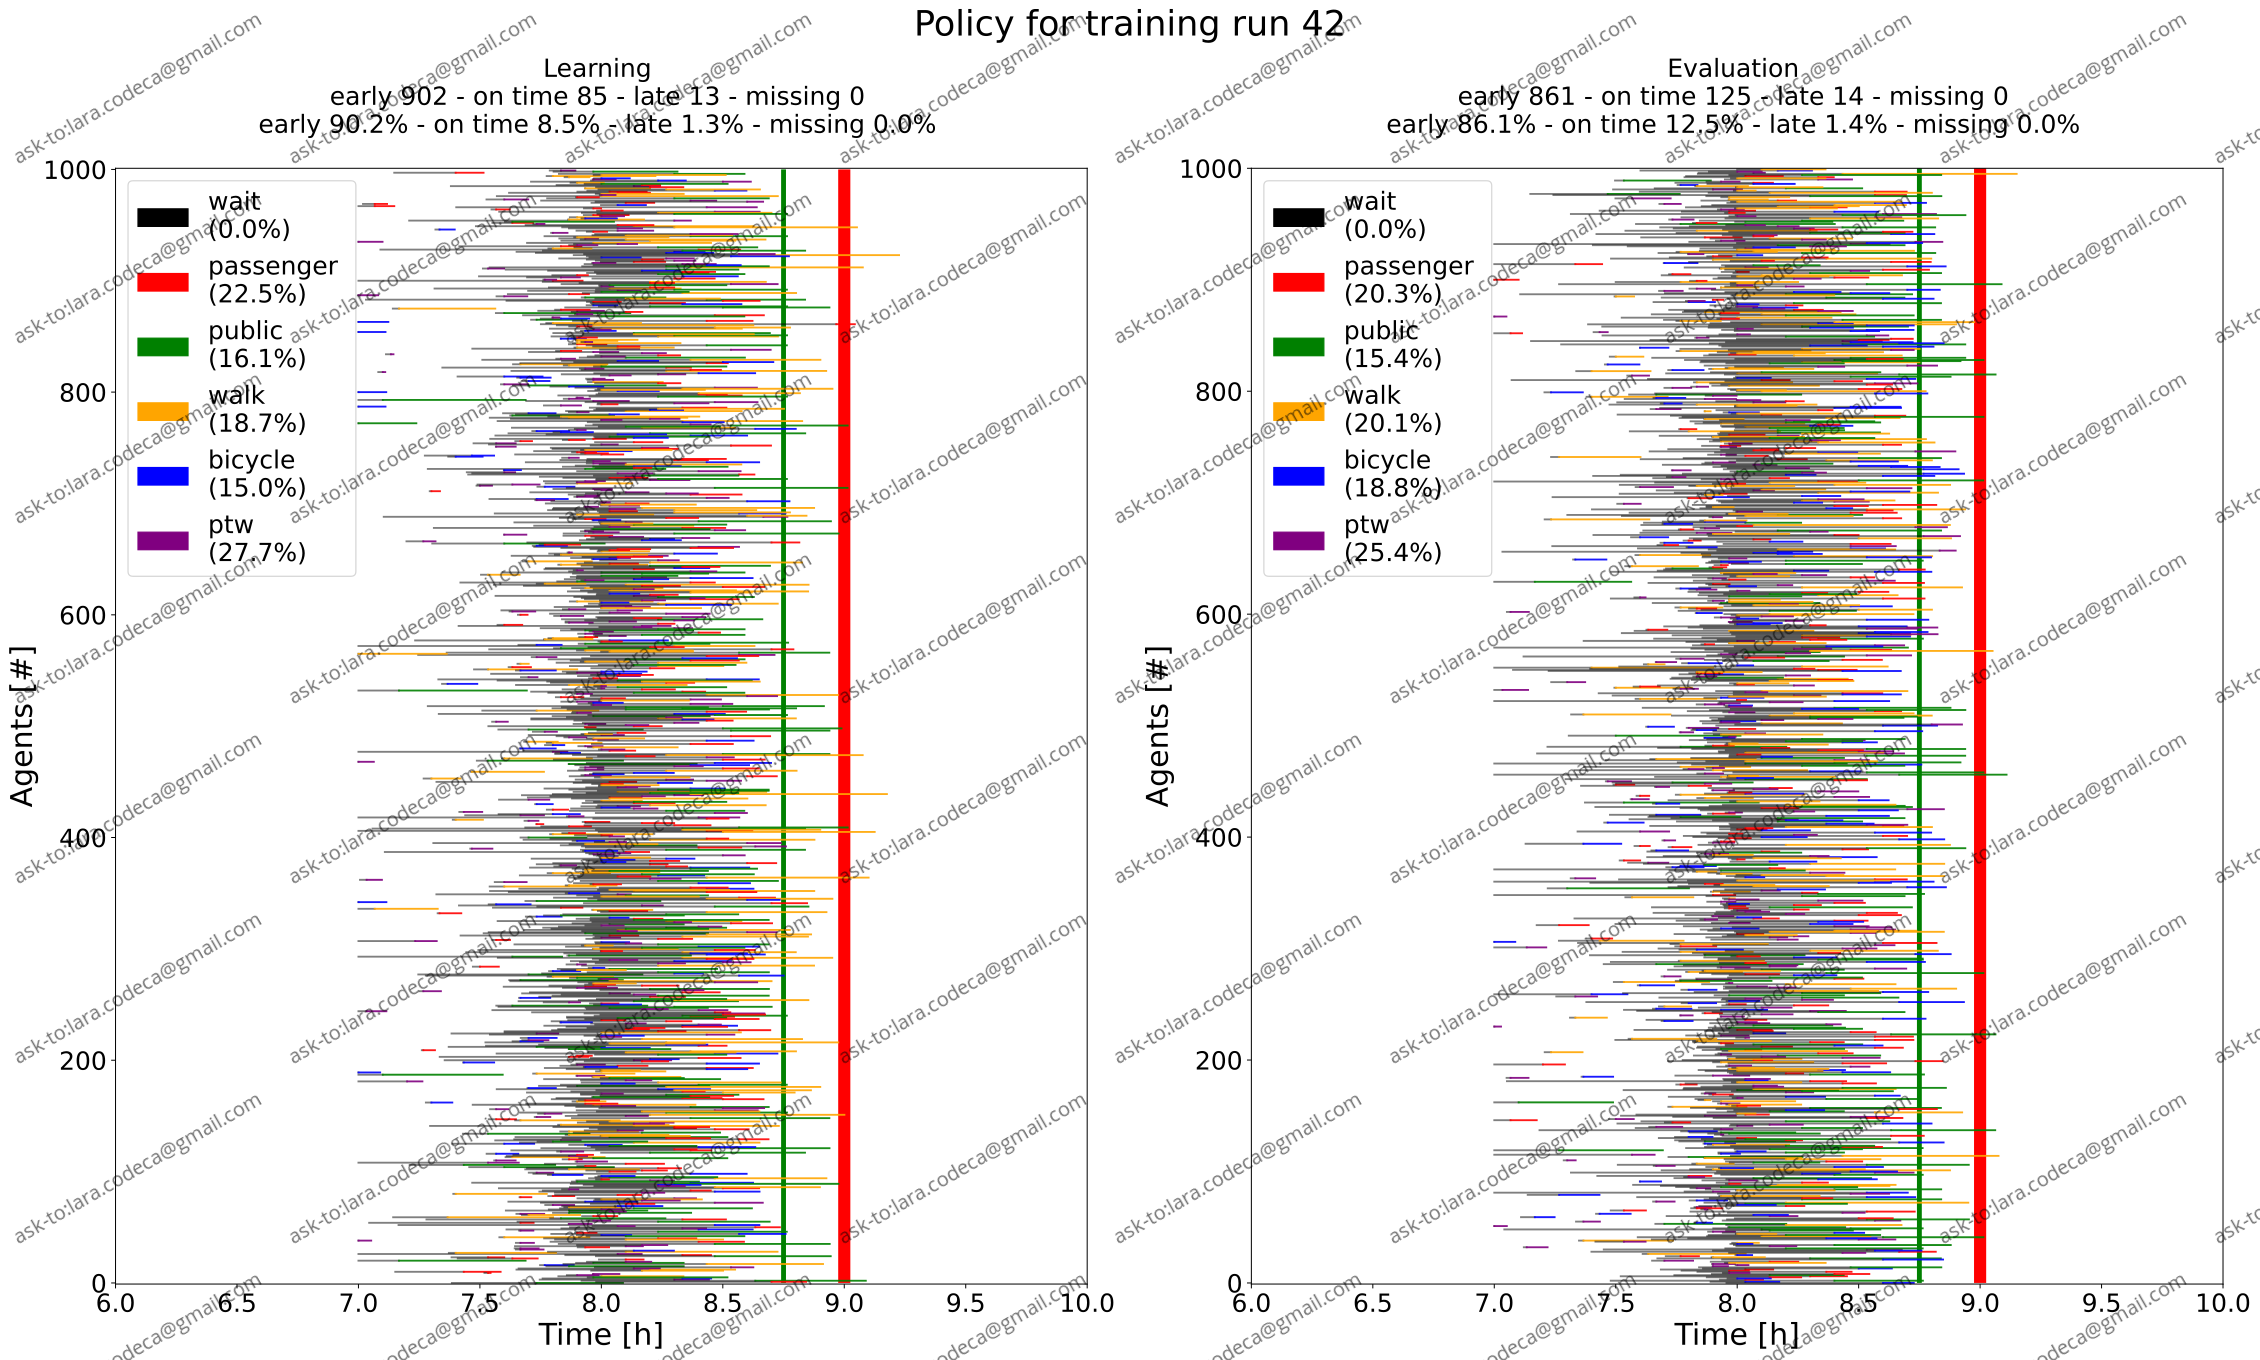 Policy for training run 42
Learning
early 902 - on time 85 - late 13 - missing 0
early 90.2% - on time 8.5% - late 1.3% - missing 0.0%
1000
800
600
400
200
0
Agents [#]
wait
(0.0%)
passenger
(22.5%)
public
(16.1%)
walk
(18.7%)
bicycle
(15.0%)
ptw
(27.7%)
6.0 6.5 7.0 7.5 8.0 8.5 9.0 9.5 10.0
Time [h]
Evaluation
early 861 - on time 125 - late 14 - missing 0
early 86.1% - on time 12.5% - late 1.4% - missing 0.0%
1000
800
600
400
200
0
Agents [#]
wait
(0.0%)
passenger
(20.3%)
public
(15.4%)
walk
(20.1%)
bicycle
(18.8%)
ptw
(25.4%)
6.0 6.5 7.0 7.5 8.0 8.5 9.0 9.5 10.0
Time [h]
ask-to:lara.codeca@gmail.com